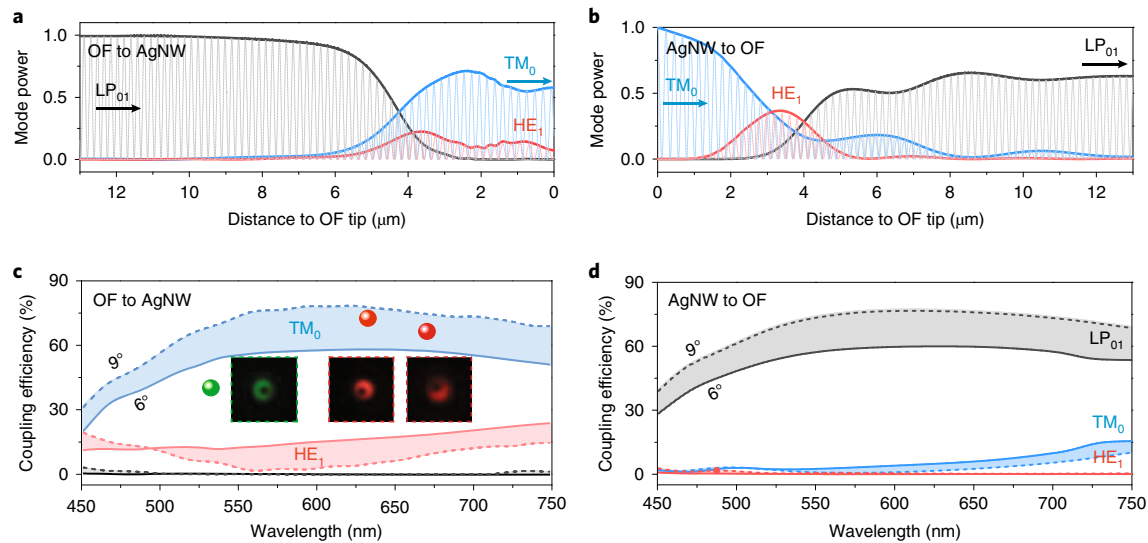 a
OF to AgNW
LP01
TM0
HE1
Mode power
1.0
0.5
0.0
12 10 8 6 4 2 0
Distance to OF tip (μm)
b
AgNW to OF
LP01
TM0
HE1
Mode power
1.0
0.5
0.0
0 2 4 6 8 10 12
Distance to OF tip (μm)
c
OF to AgNW
TM0
9°
6°
HE1
Coupling efficiency (%)
90
60
30
0
450 500 550 600 650 700 750
Wavelength (nm)
d
AgNW to OF
9°
6°
LP01
TM0
HE1
Coupling efficiency (%)
90
60
30
0
450 500 550 600 650 700 750
Wavelength (nm)